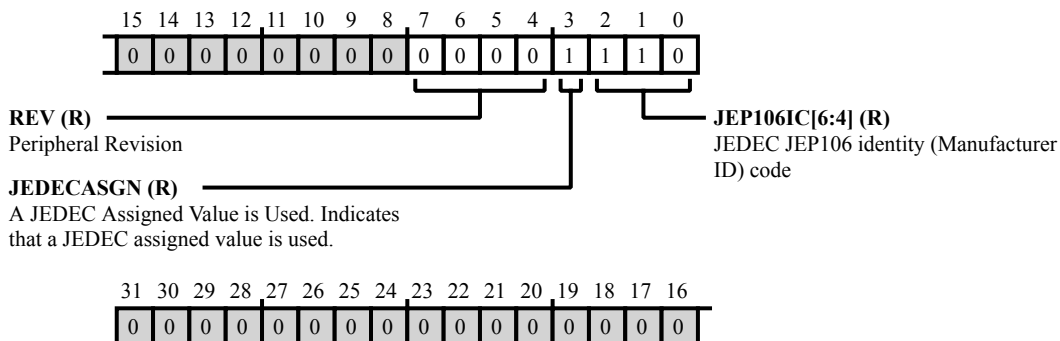 15 14 13 12 11 10 9 8 7 6 5 4 3 2 1 0
0 0 0 0 0 0 0 0 0 0 0 0 1 1 1 0
REV (R)
Peripheral Revision
JEDECASGN (R)
A JEDEC Assigned Value is Used. Indicates
that a JEDEC assigned value is used.
JEP106IC[6:4] (R)
JEDEC JEP106 identity (Manufacturer
ID) code
31 30 29 28 27 26 25 24 23 22 21 20 19 18 17 16
0 0 0 0 0 0 0 0 0 0 0 0 0 0 0 0